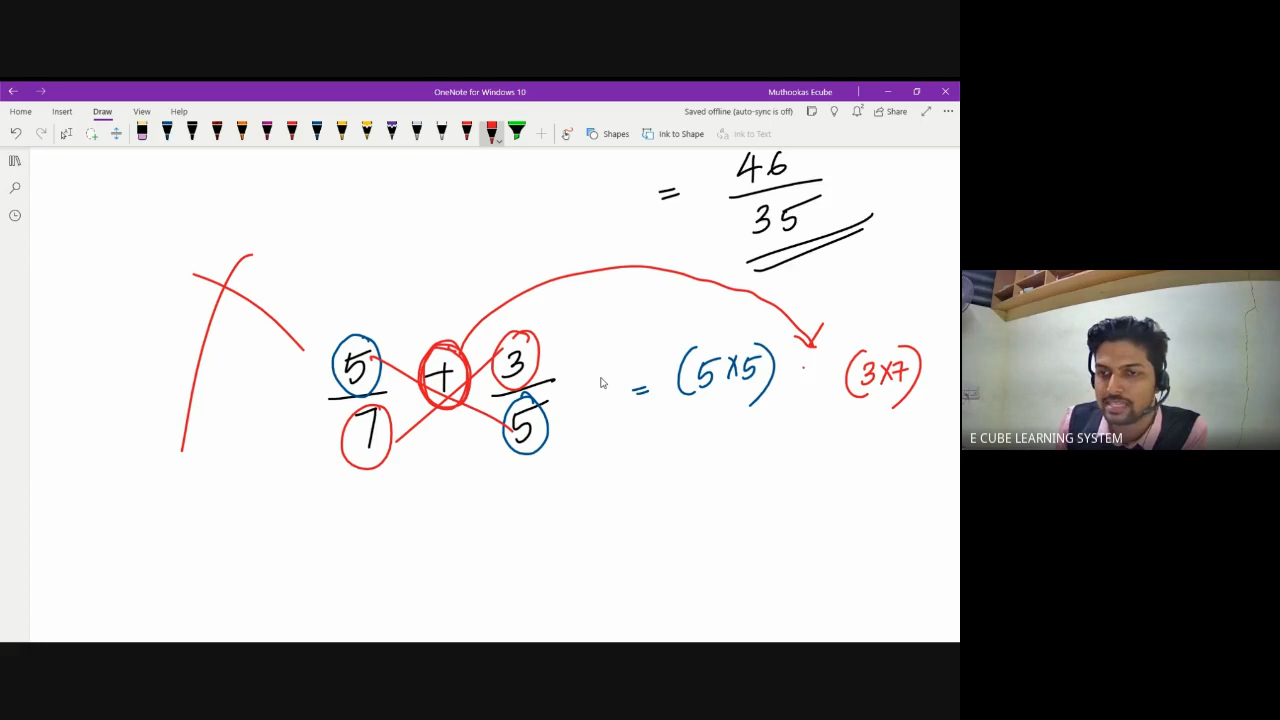 OneNote for Windows 10
Muthookas Ecube
Home Insert Draw View Help
Saved offline (auto-sync is off)
Share
Shapes
Ink to Shape
Ink to Text
= 46
35
5 + 3 = (5×5) (3×7)
7 5
E CUBE LEARNING SYSTEM